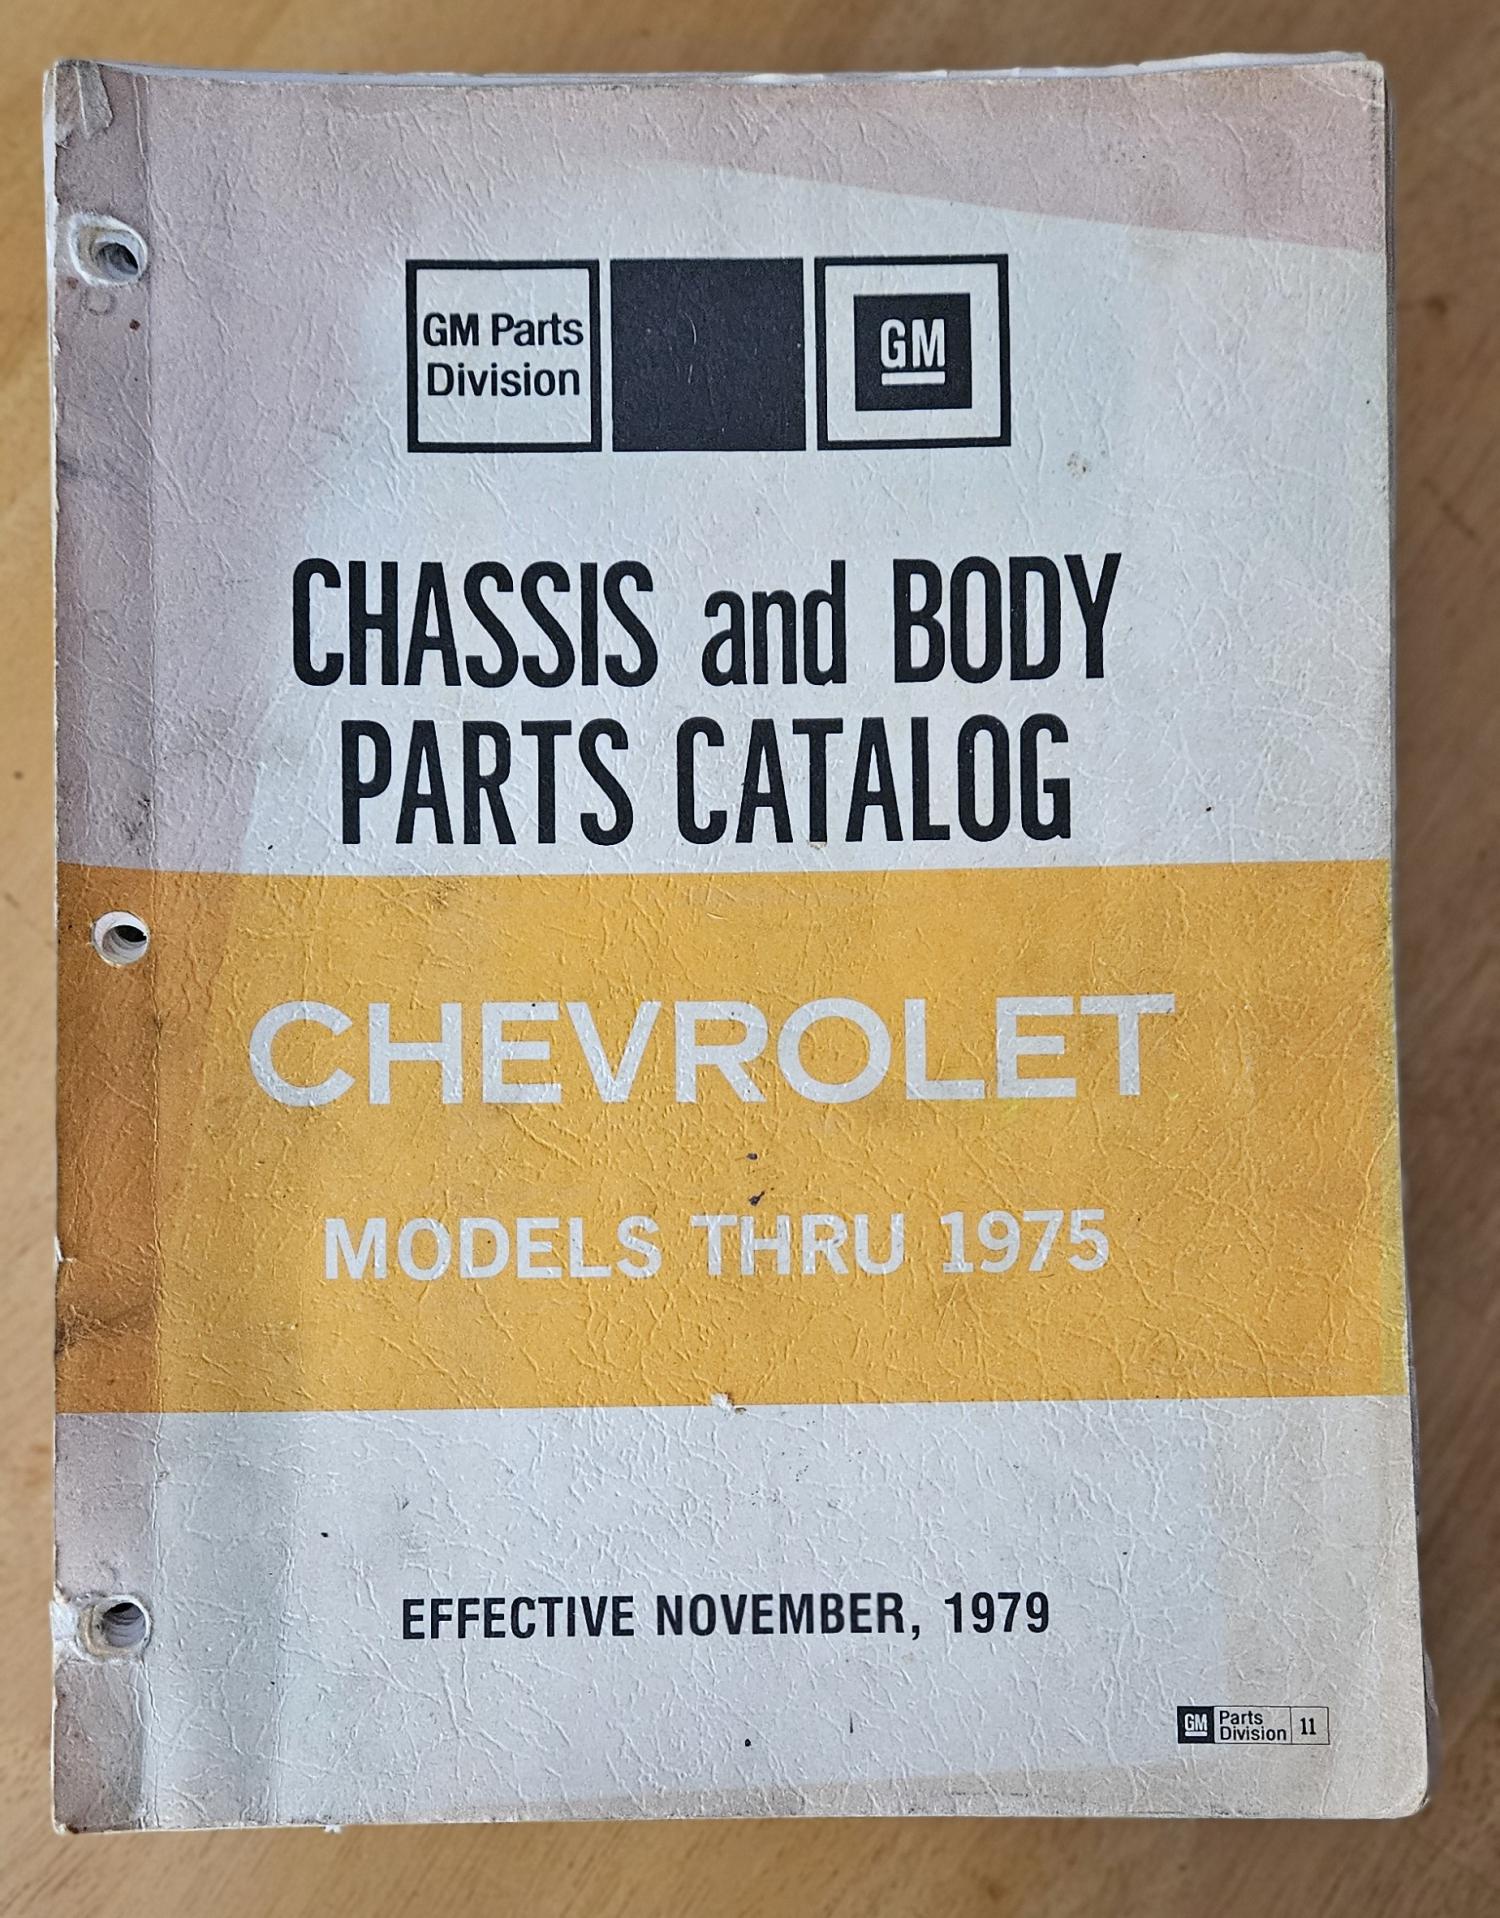 GM Parts
Division
GM
CHASSIS and BODY
PARTS CATALOG
CHEVROLET
MODELS THRU 1975
EFFECTIVE NOVEMBER, 1979
GM Parts
Division 11